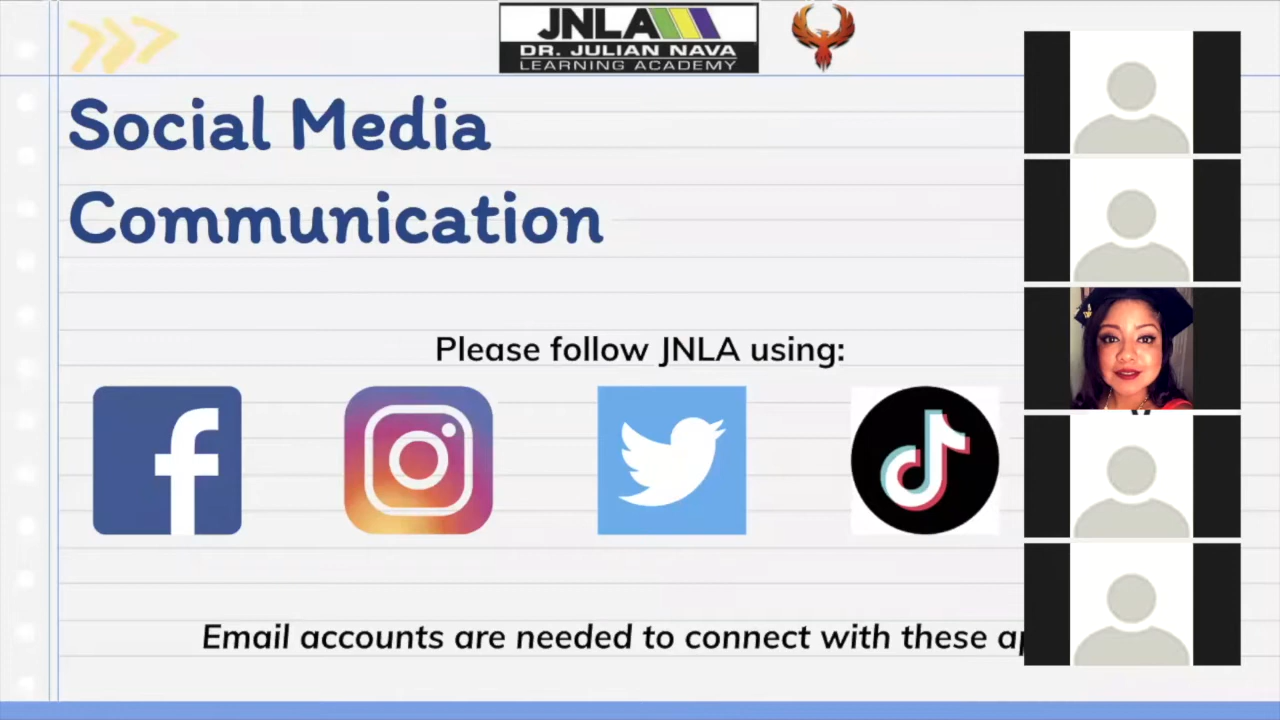 JNLA
DR. JULIAN NAVA
LEARNING ACADEMY
Social Media
Communication
Please follow JNLA using:
Email accounts are needed to connect with these